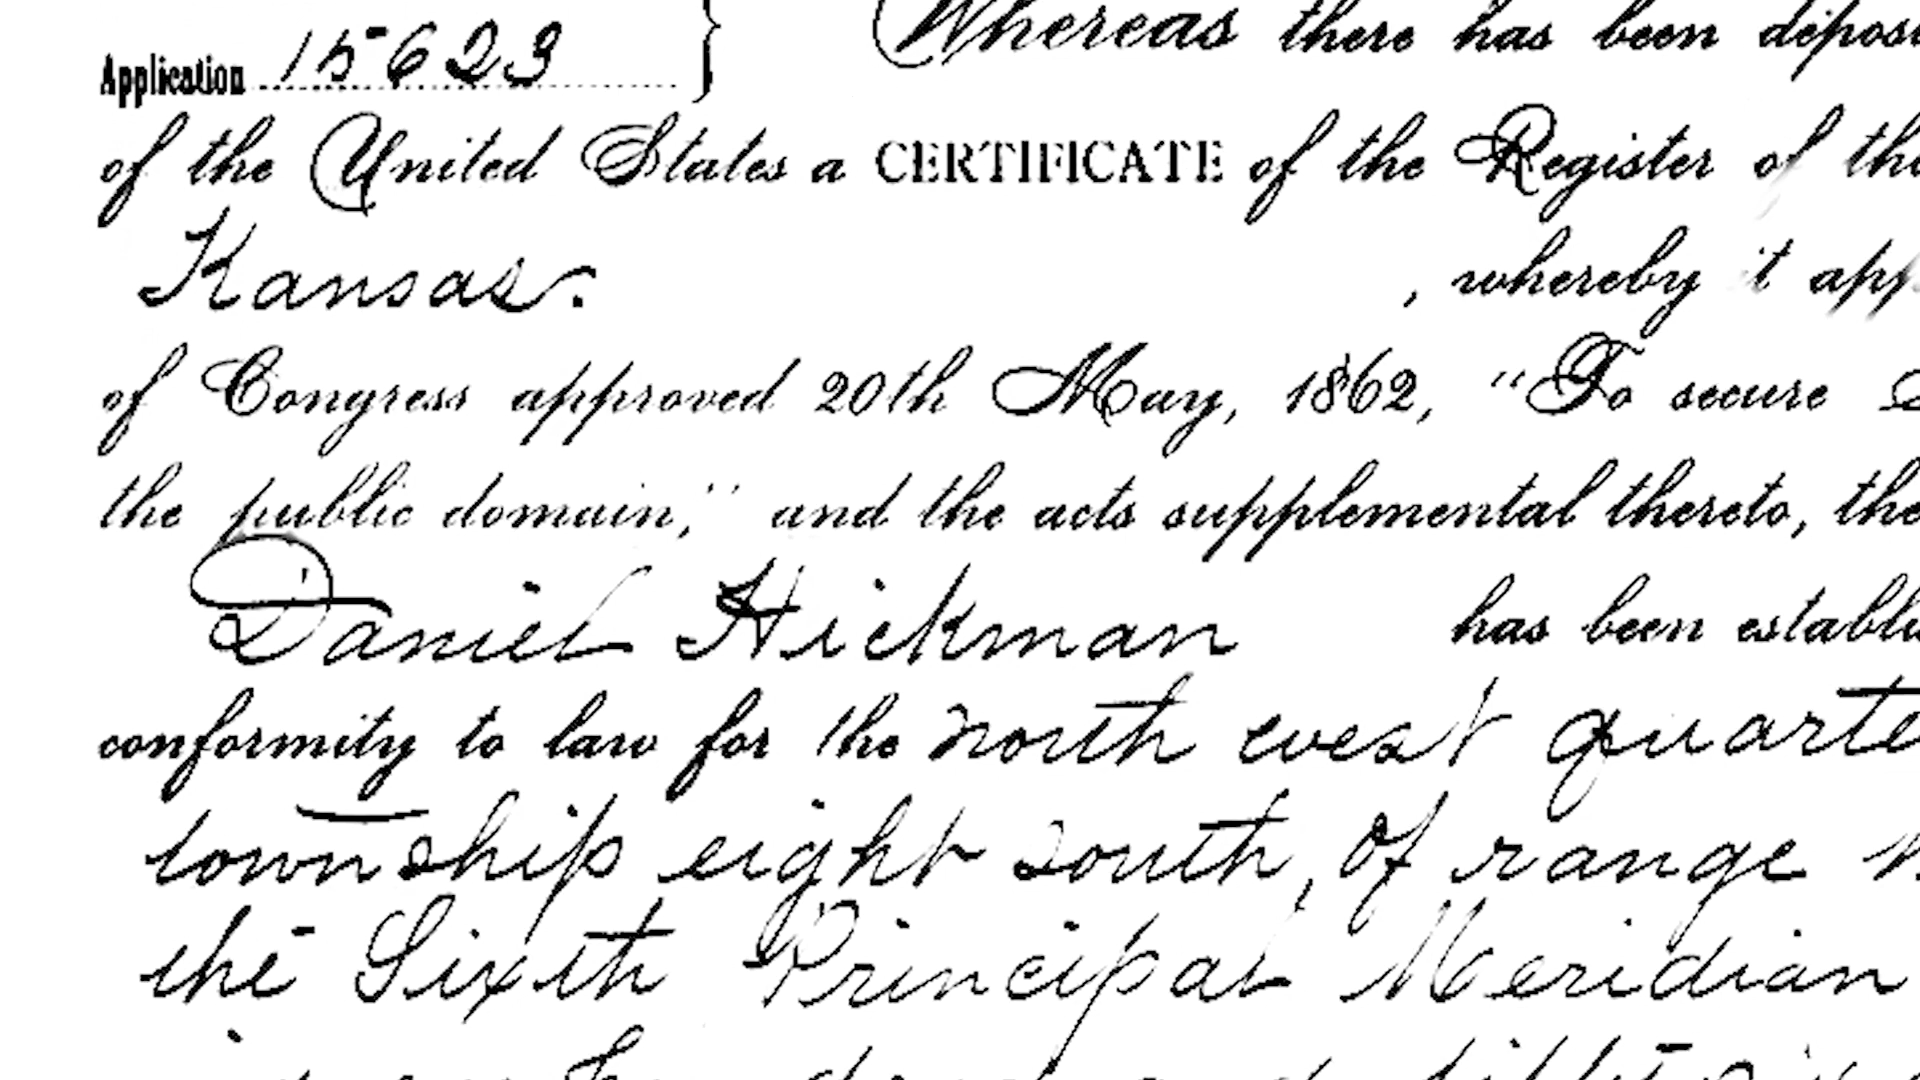 Application 15623 } Whereas there has been deposi
of the United States a CERTIFICATE of the Register of th
Kansas. , whereby it app
of Congress approved 20th May, 1862, "To secure
the public domain," and the acts supplemental thereto, the
Daniel Hickman has been establi
conformity to law for the north west quarte
township eight south, of range
the Sixth Principal Meridian